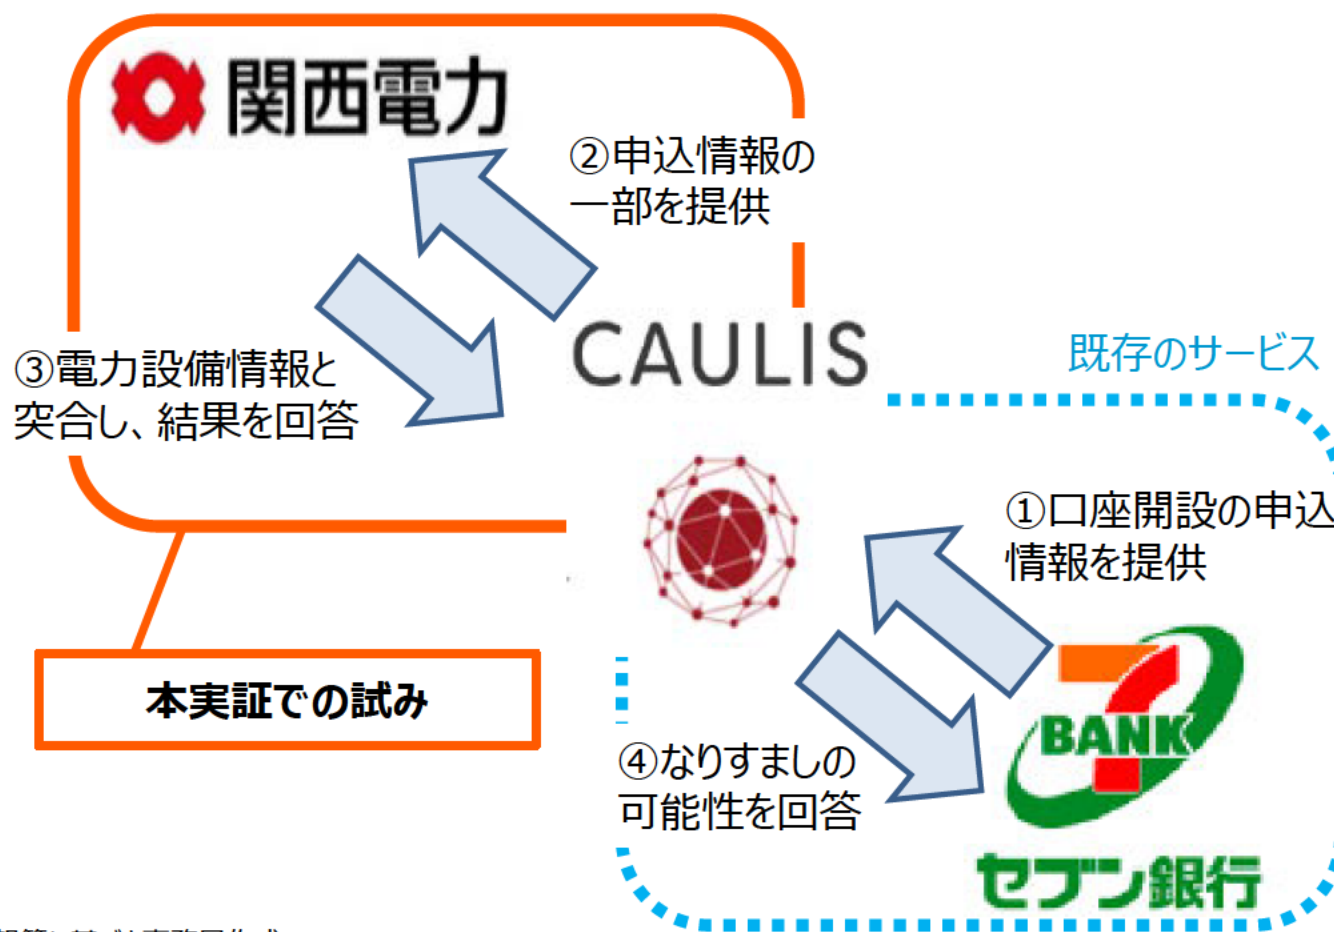 関西電力
②申込情報の
一部を提供
③電力設備情報と
突合し、結果を回答
CAULIS
既存のサービス
①口座開設の申込
情報を提供
本実証での試み
④なりすましの
可能性を回答
7
BANK
セブン銀行